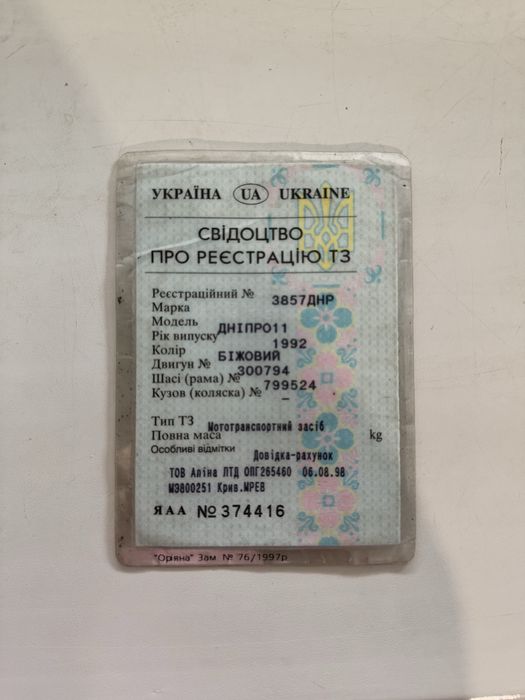 УКРАЇНА UA UKRAINE
СВІДОЦТВО
ПРО РЕЄСТРАЦІЮ ТЗ
Реєстраційний № 3857ДНР
Марка
Модель ДНІПРО11
Рік випуску 1992
Колір БІЖОВИЙ
Двигун № 300794
Шасі (рама) № 799524
Кузов (коляска) № –
Тип ТЗ Мототранспортний засіб
Повна маса kg
Особливі відмітки Довідка-рахунок
ТОВ Аліна ЛТД ОПГ265460 06.08.98
МЭ800251 Крив.МРЕВ
ЯАА №374416
"Оріяна" Зам. № 76/1997р